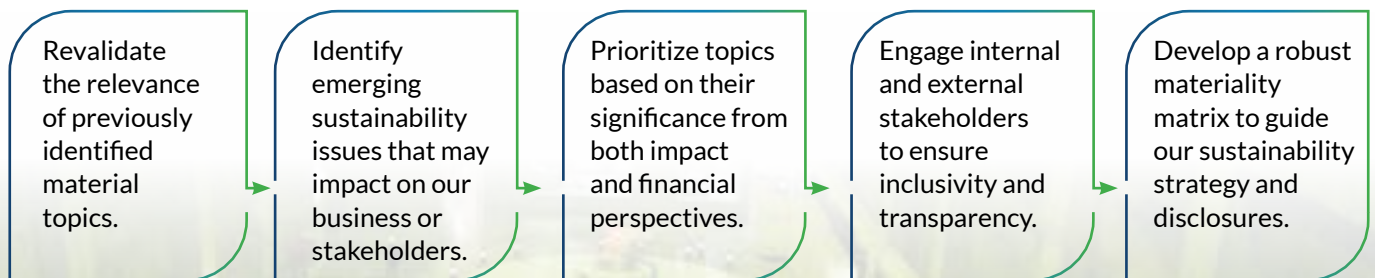 Revalidate
the relevance
of previously
identified
material
topics.
Identify
emerging
sustainability
issues that may
impact on our
business or
stakeholders.
Prioritize topics
based on their
significance from
both impact
and financial
perspectives.
Engage internal
and external
stakeholders
to ensure
inclusivity and
transparency.
Develop a robust
materiality
matrix to guide
our sustainability
strategy and
disclosures.